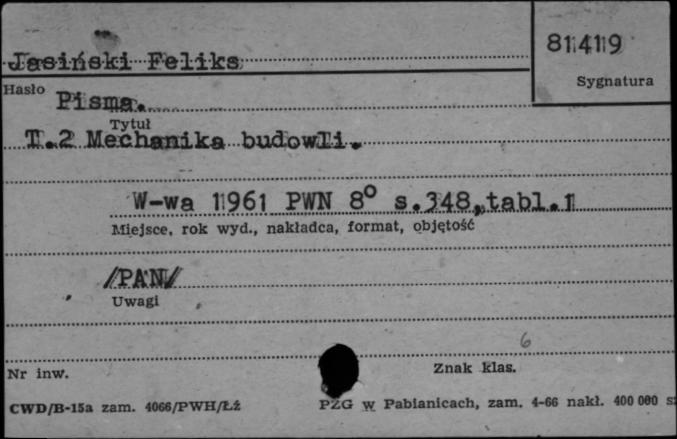 Jasiński Feliks
81419
Sygnatura
Hasło
Pisma.
Tytuł
T.2 Mechanika budowli.
W-wa 1961 PWN 8° s.348,tabl.1
Miejsce, rok wyd., nakładca, format, objętość
/PAN/
Uwagi
6
Nr inw.
Znak klas.
CWD/B-15a zam. 4066/PWH/Łź
PZG w Pabianicach, zam. 4-66 nakł. 400 000